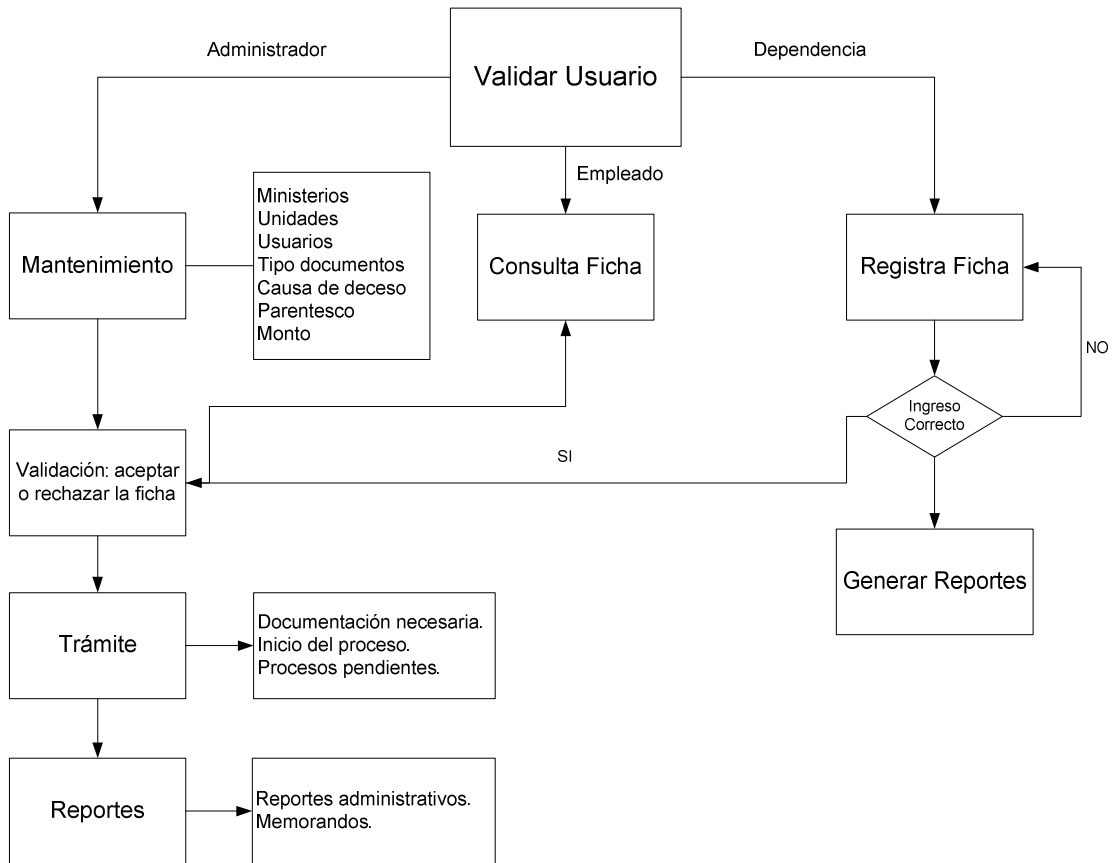 Administrador
Validar Usuario
Dependencia
Empleado
Mantenimiento
Ministerios
Unidades
Usuarios
Tipo documentos
Causa de deceso
Parentesco
Monto
Consulta Ficha
Registra Ficha
NO
Ingreso
Correcto
SI
Validación: aceptar
o rechazar la ficha
Generar Reportes
Trámite
Documentación necesaria.
Inicio del proceso.
Procesos pendientes.
Reportes
Reportes administrativos.
Memorandos.